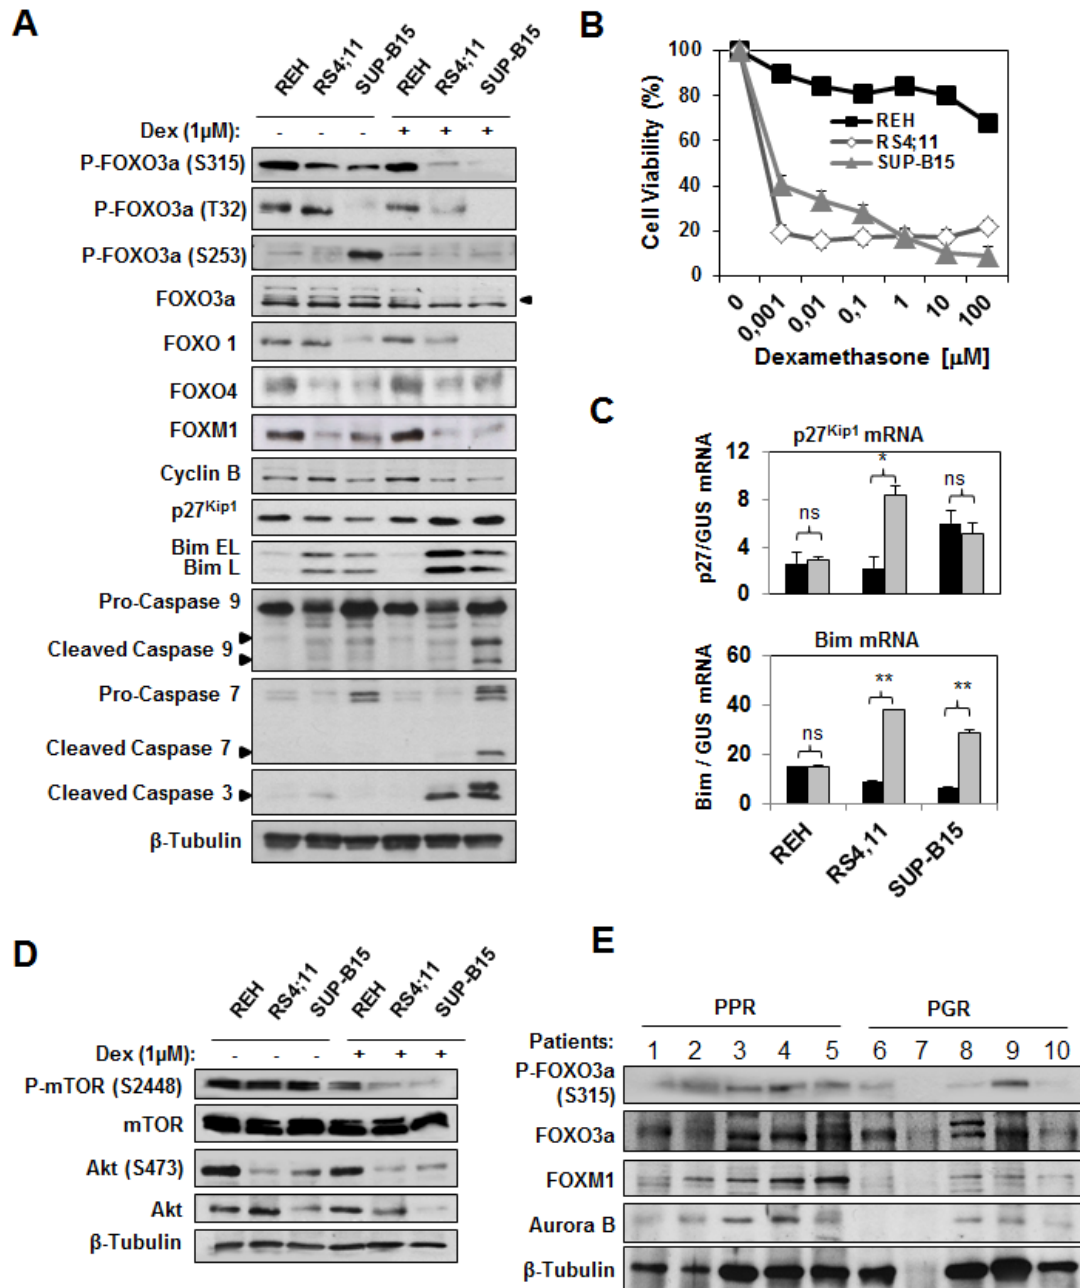 A
REH RS4;11 SUP-B15 REH RS4;11 SUP-B15
Dex (1µM): - - - + + +
P-FOXO3a (S315)
P-FOXO3a (T32)
P-FOXO3a (S253)
FOXO3a
FOXO 1
FOXO4
FOXM1
Cyclin B
p27Kip1
Bim EL
Bim L
Pro-Caspase 9
Cleaved Caspase 9
Pro-Caspase 7
Cleaved Caspase 7
Cleaved Caspase 3
β-Tubulin
B
Cell Viability (%)
100
80
60
40
20
0
REH
RS4;11
SUP-B15
0 0,001 0,01 0,1 1 10 100
Dexamethasone [µM]
C
p27Kip1 mRNA
p27/GUS mRNA
12
8
4
0
ns * ns
Bim mRNA
Bim / GUS mRNA
60
40
20
0
ns ** **
REH RS4;11 SUP-B15
D
REH RS4;11 SUP-B15 REH RS4;11 SUP-B15
Dex (1µM): - - - + + +
P-mTOR (S2448)
mTOR
Akt (S473)
Akt
β-Tubulin
E
PPR PGR
Patients: 1 2 3 4 5 6 7 8 9 10
P-FOXO3a
(S315)
FOXO3a
FOXM1
Aurora B
β-Tubulin